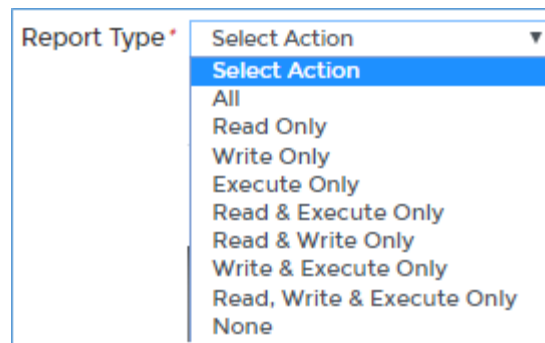 Report Type* Select Action ▼
Select Action
All
Read Only
Write Only
Execute Only
Read & Execute Only
Read & Write Only
Write & Execute Only
Read, Write & Execute Only
None